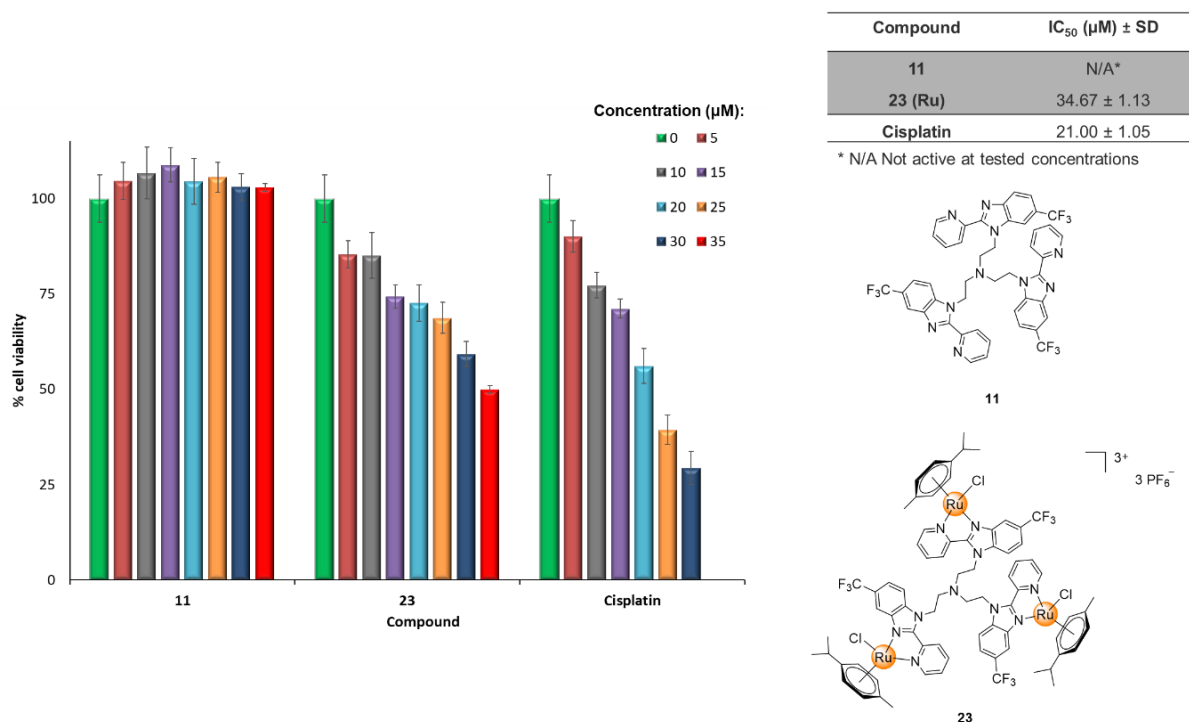 % cell viability
100
75
50
25
0
11
23
Cisplatin
Compound
Concentration (µM):
0 5
10 15
20 25
30 35
Compound IC50 (µM) ± SD
11 N/A*
23 (Ru) 34.67 ± 1.13
Cisplatin 21.00 ± 1.05
* N/A Not active at tested concentrations
N
CF3
N
N
N
N
N
F3C
N
N
N
N
CF3
11
3+
3 PF6−
Cl
Ru
N
N
CF3
N
F3C
N
N
N
N
Cl
Cl
N
N
Ru
Ru
N
CF3
23